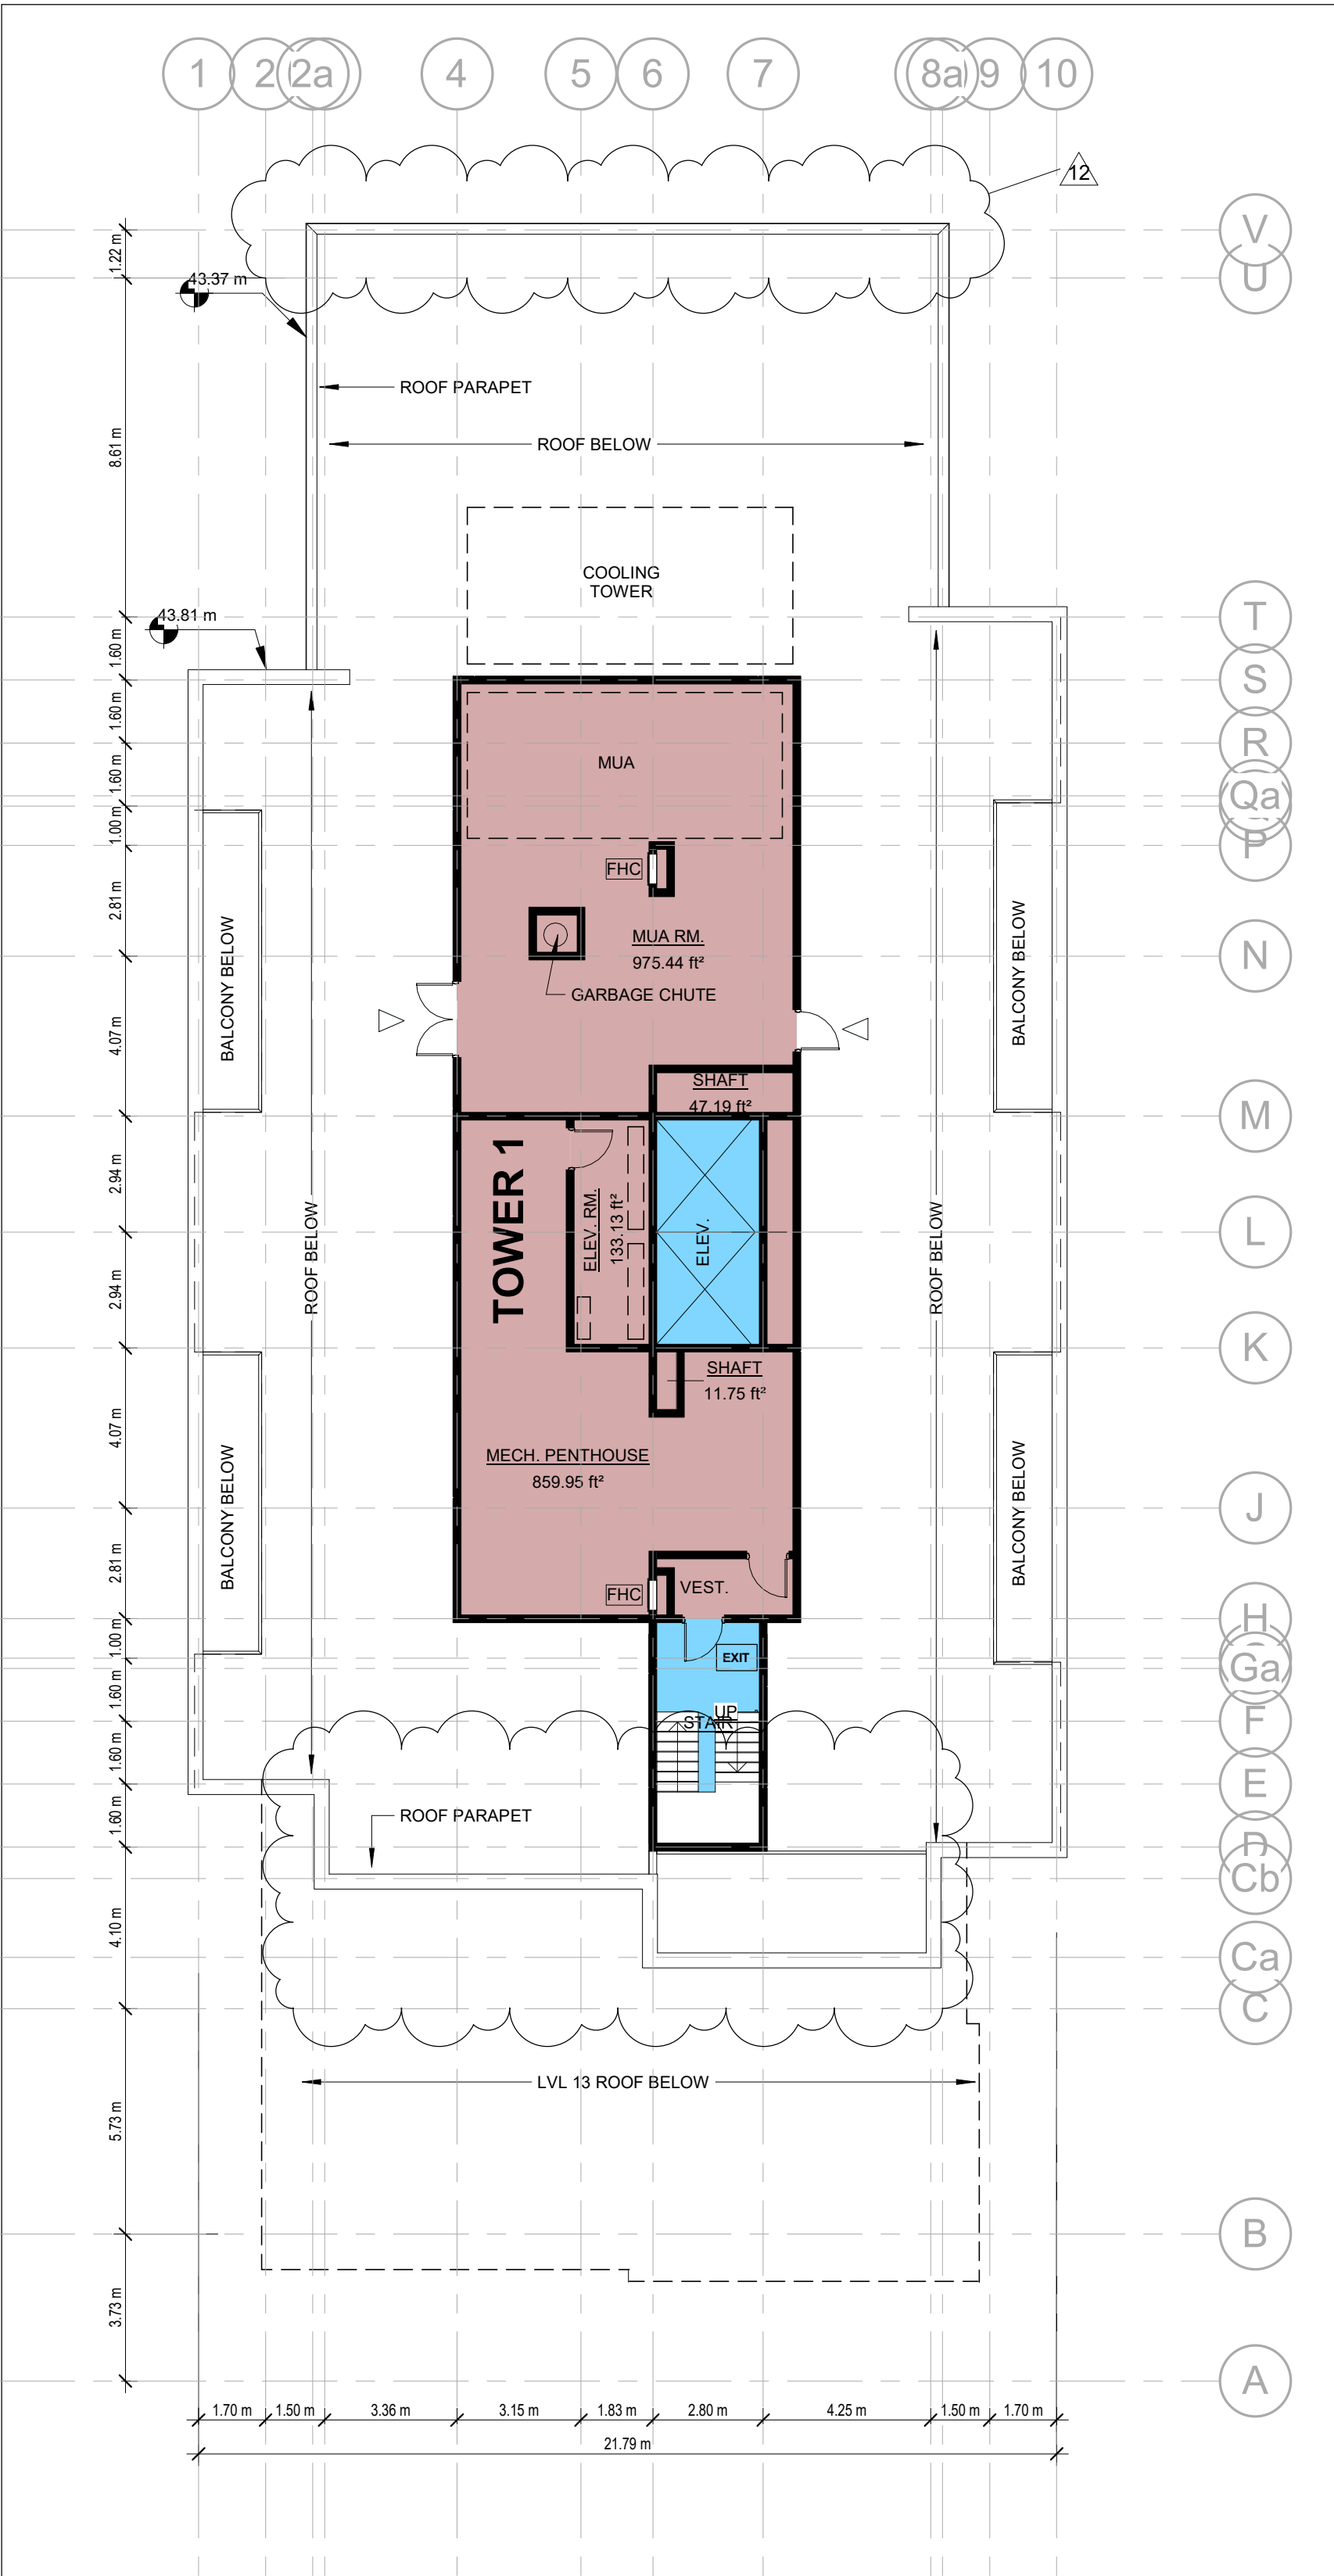 1
2
2a
4
5
6
7
8a
9
10
12
V
1.22 m
43.37 m
U
ROOF PARAPET
8.61 m
ROOF BELOW
COOLING
TOWER
43.81 m
T
1.60 m
S
1.60 m
R
MUA
1.60 m
Qa
1.00 m
P
FHC
2.81 m
BALCONY BELOW
MUA RM.
975.44 ft²
BALCONY BELOW
N
GARBAGE CHUTE
4.07 m
SHAFT
47.19 ft²
M
2.94 m
TOWER 1
ELEV. RM.
133.13 ft²
ELEV.
ROOF BELOW
ROOF BELOW
L
2.94 m
K
SHAFT
11.75 ft²
4.07 m
BALCONY BELOW
MECH. PENTHOUSE
859.95 ft²
BALCONY BELOW
J
2.81 m
FHC
VEST.
H
1.00 m
EXIT
Ga
1.60 m
UP
STAIR
F
1.60 m
E
1.60 m
ROOF PARAPET
D
Cb
4.10 m
Ca
C
LVL 13 ROOF BELOW
5.73 m
B
3.73 m
A
1.70 m
1.50 m
3.36 m
3.15 m
1.83 m
2.80 m
4.25 m
1.50 m
1.70 m
21.79 m